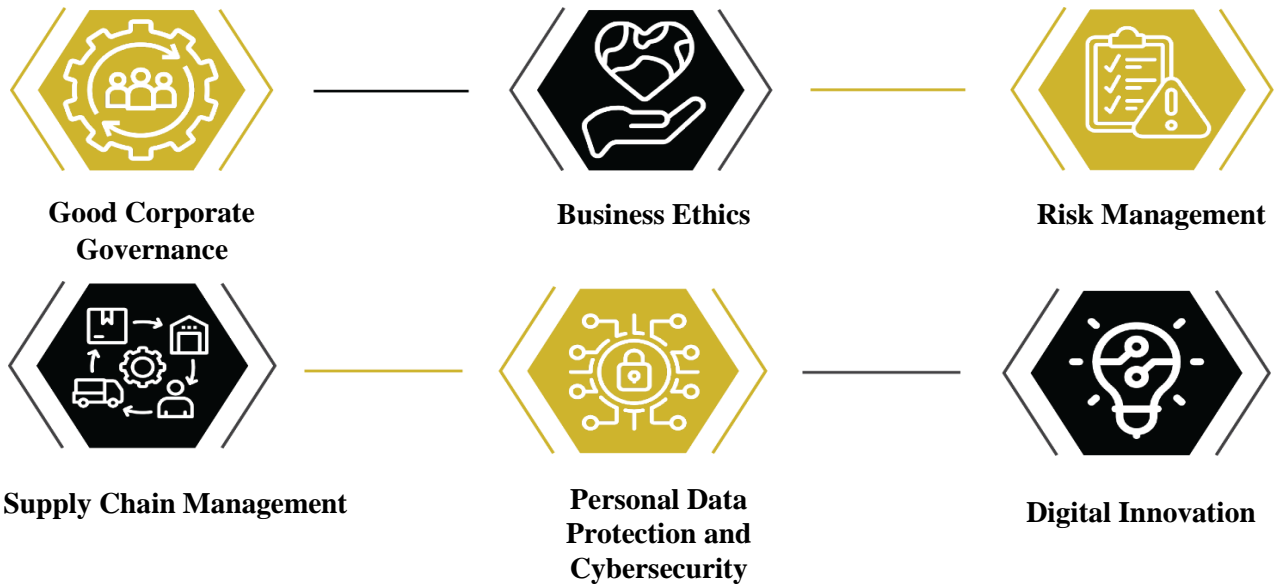 Good Corporate
Governance
Business Ethics
Risk Management
Supply Chain Management
Personal Data
Protection and
Cybersecurity
Digital Innovation